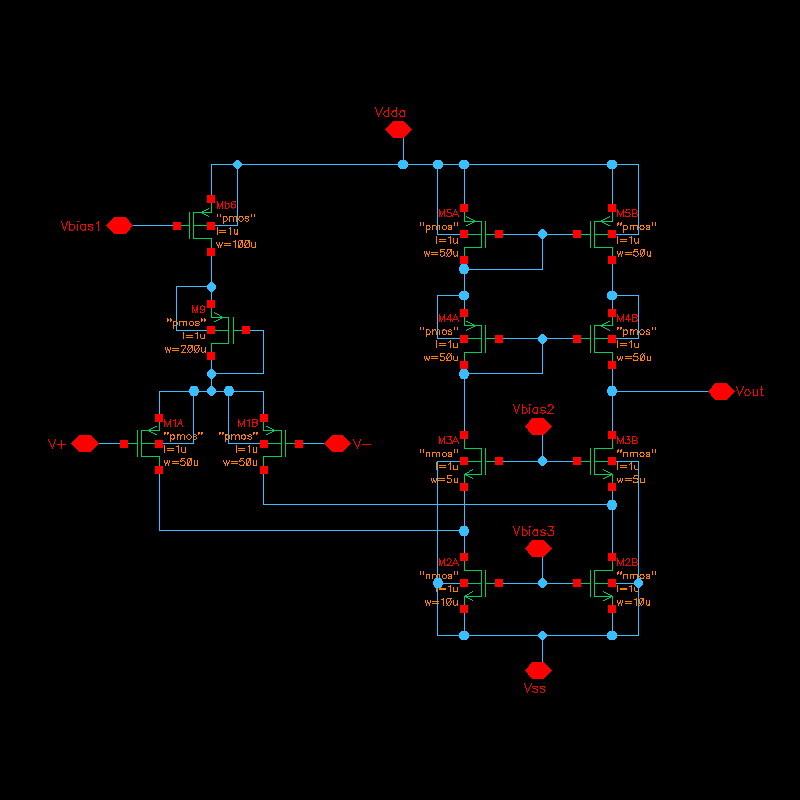 Vdda
Vbias1
Mb6
"pmos"
l=1u
w=100u
M5A
"pmos"
l=1u
w=50u
M5B
"pmos"
l=1u
w=50u
M9
"pmos"
l=1u
w=200u
M4A
"pmos"
l=1u
w=50u
M4B
"pmos"
l=1u
w=50u
Vout
Vbias2
V+
M1A
"pmos"
l=1u
w=50u
M1B
"pmos"
l=1u
w=50u
V-
M3A
"nmos"
l=1u
w=5u
M3B
"nmos"
l=1u
w=5u
Vbias3
M2A
"nmos"
l=1u
w=10u
M2B
"nmos"
l=1u
w=10u
Vss